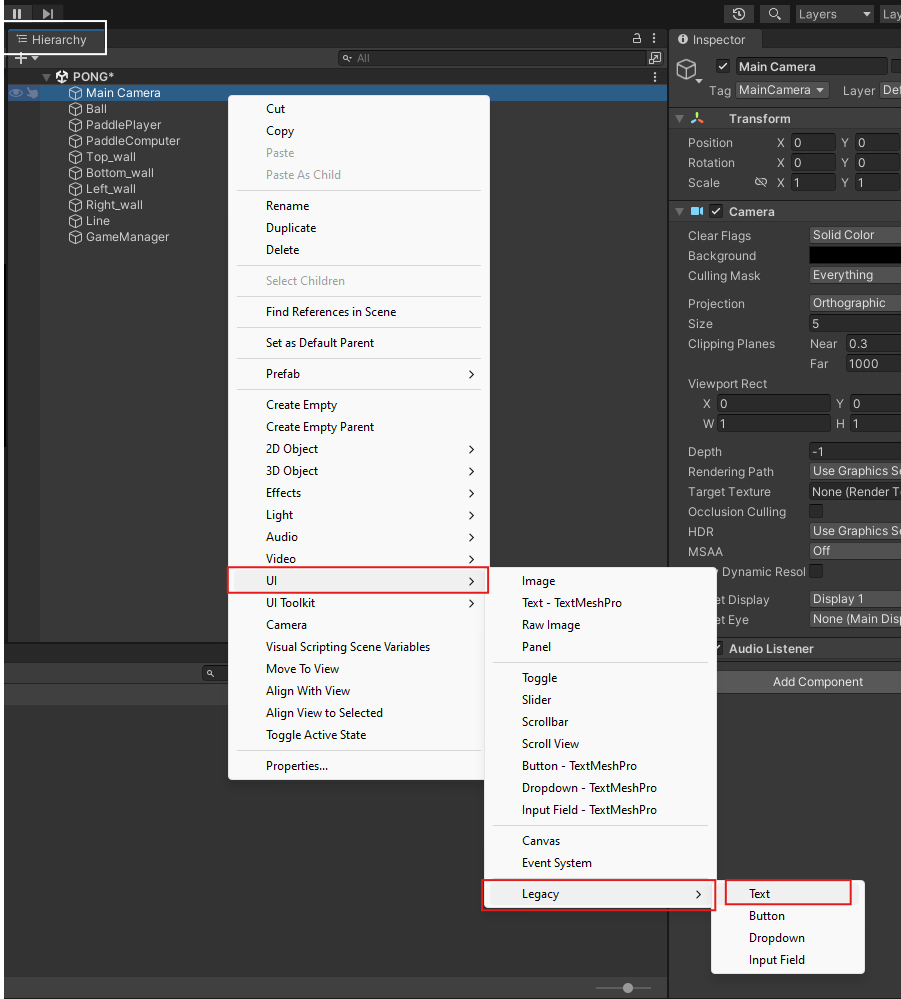 Layers
Lay
Hierarchy
Inspector
All
PONG*
Main Camera
Ball
PaddlePlayer
PaddleComputer
Top_wall
Bottom_wall
Left_wall
Right_wall
Line
GameManager
Cut
Copy
Paste
Paste As Child
Rename
Duplicate
Delete
Select Children
Find References in Scene
Set as Default Parent
Prefab
Create Empty
Create Empty Parent
2D Object
3D Object
Effects
Light
Audio
Video
UI
UI Toolkit
Camera
Visual Scripting Scene Variables
Move To View
Align With View
Align View to Selected
Toggle Active State
Properties...
Image
Text - TextMeshPro
Raw Image
Panel
Toggle
Slider
Scrollbar
Scroll View
Button - TextMeshPro
Dropdown - TextMeshPro
Input Field - TextMeshPro
Canvas
Event System
Legacy
Text
Button
Dropdown
Input Field
Main Camera
Tag MainCamera Layer Def
Transform
Position X 0 Y 0
Rotation X 0 Y 0
Scale X 1 Y 1
Camera
Clear Flags Solid Color
Background
Culling Mask Everything
Projection Orthographic
Size 5
Clipping Planes Near 0.3
Far 1000
Viewport Rect
X 0 Y 0
W 1 H 1
Depth -1
Rendering Path Use Graphics Se
Target Texture None (Render T
Occlusion Culling
HDR Use Graphics Se
MSAA Off
Dynamic Resol
et Display Display 1
et Eye None (Main Disp
Audio Listener
Add Component